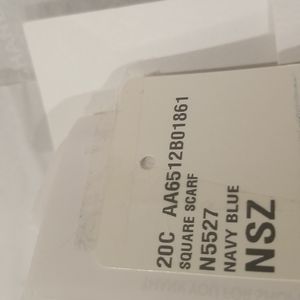 20C AA6512B01861
SQUARE SCARF
N5527
NAVY BLUE
NSZ